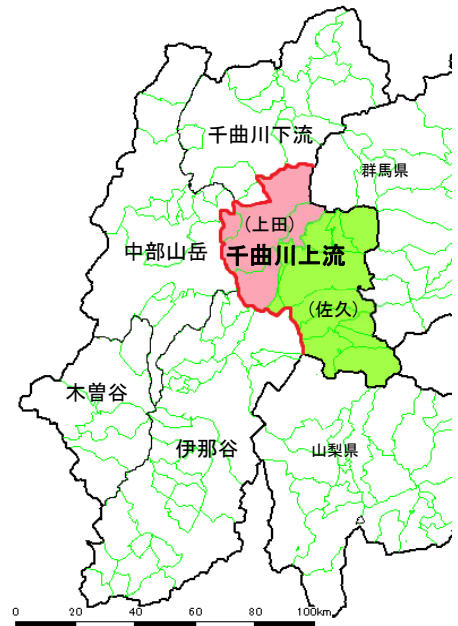 千曲川下流
群馬県
（上田）
中部山岳
千曲川上流
（佐久）
木曽谷
伊那谷
山梨県
0 20 40 60 80 100km